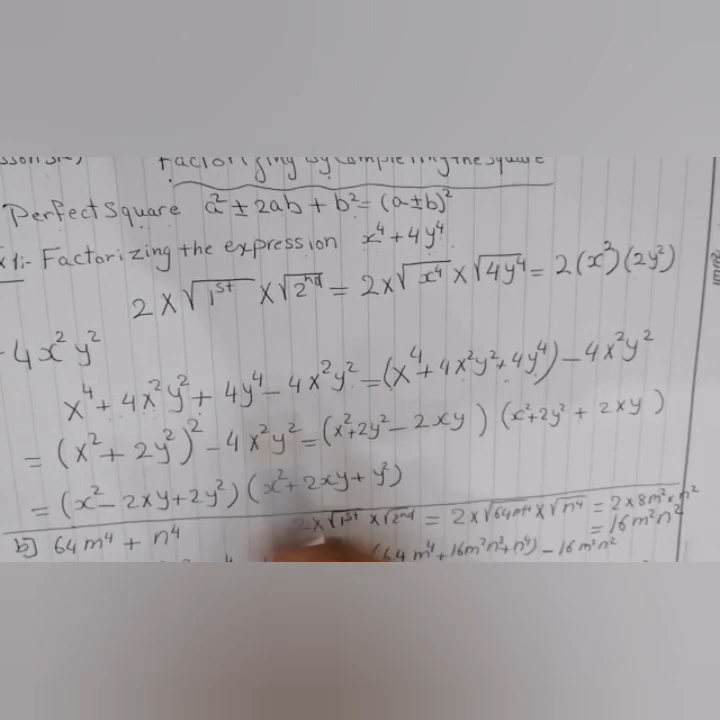 Factorizing by completing the square
Perfect Square a² ± 2ab + b² = (a±b)²
x1:- Factorizing the expression x⁴ + 4y⁴
2 × √1st × √2nd = 2 × √x⁴ × √4y⁴ = 2(x²)(2y²)
4x²y²
x⁴ + 4x²y² + 4y⁴ - 4x²y² = (x⁴ + 4x²y² + 4y⁴) - 4x²y²
= (x² + 2y²)² - 4x²y² = (x² + 2y² - 2xy) (x² + 2y² + 2xy)
= (x² - 2xy + 2y²) (x² + 2xy + y²)
b] 64m⁴ + n⁴ 2 × √1st × √2nd = 2 × √64m⁴ × √n⁴ = 2 × 8m² × n²
= 16m²n²
(64m⁴ + 16m²n² + n⁴) - 16m²n²